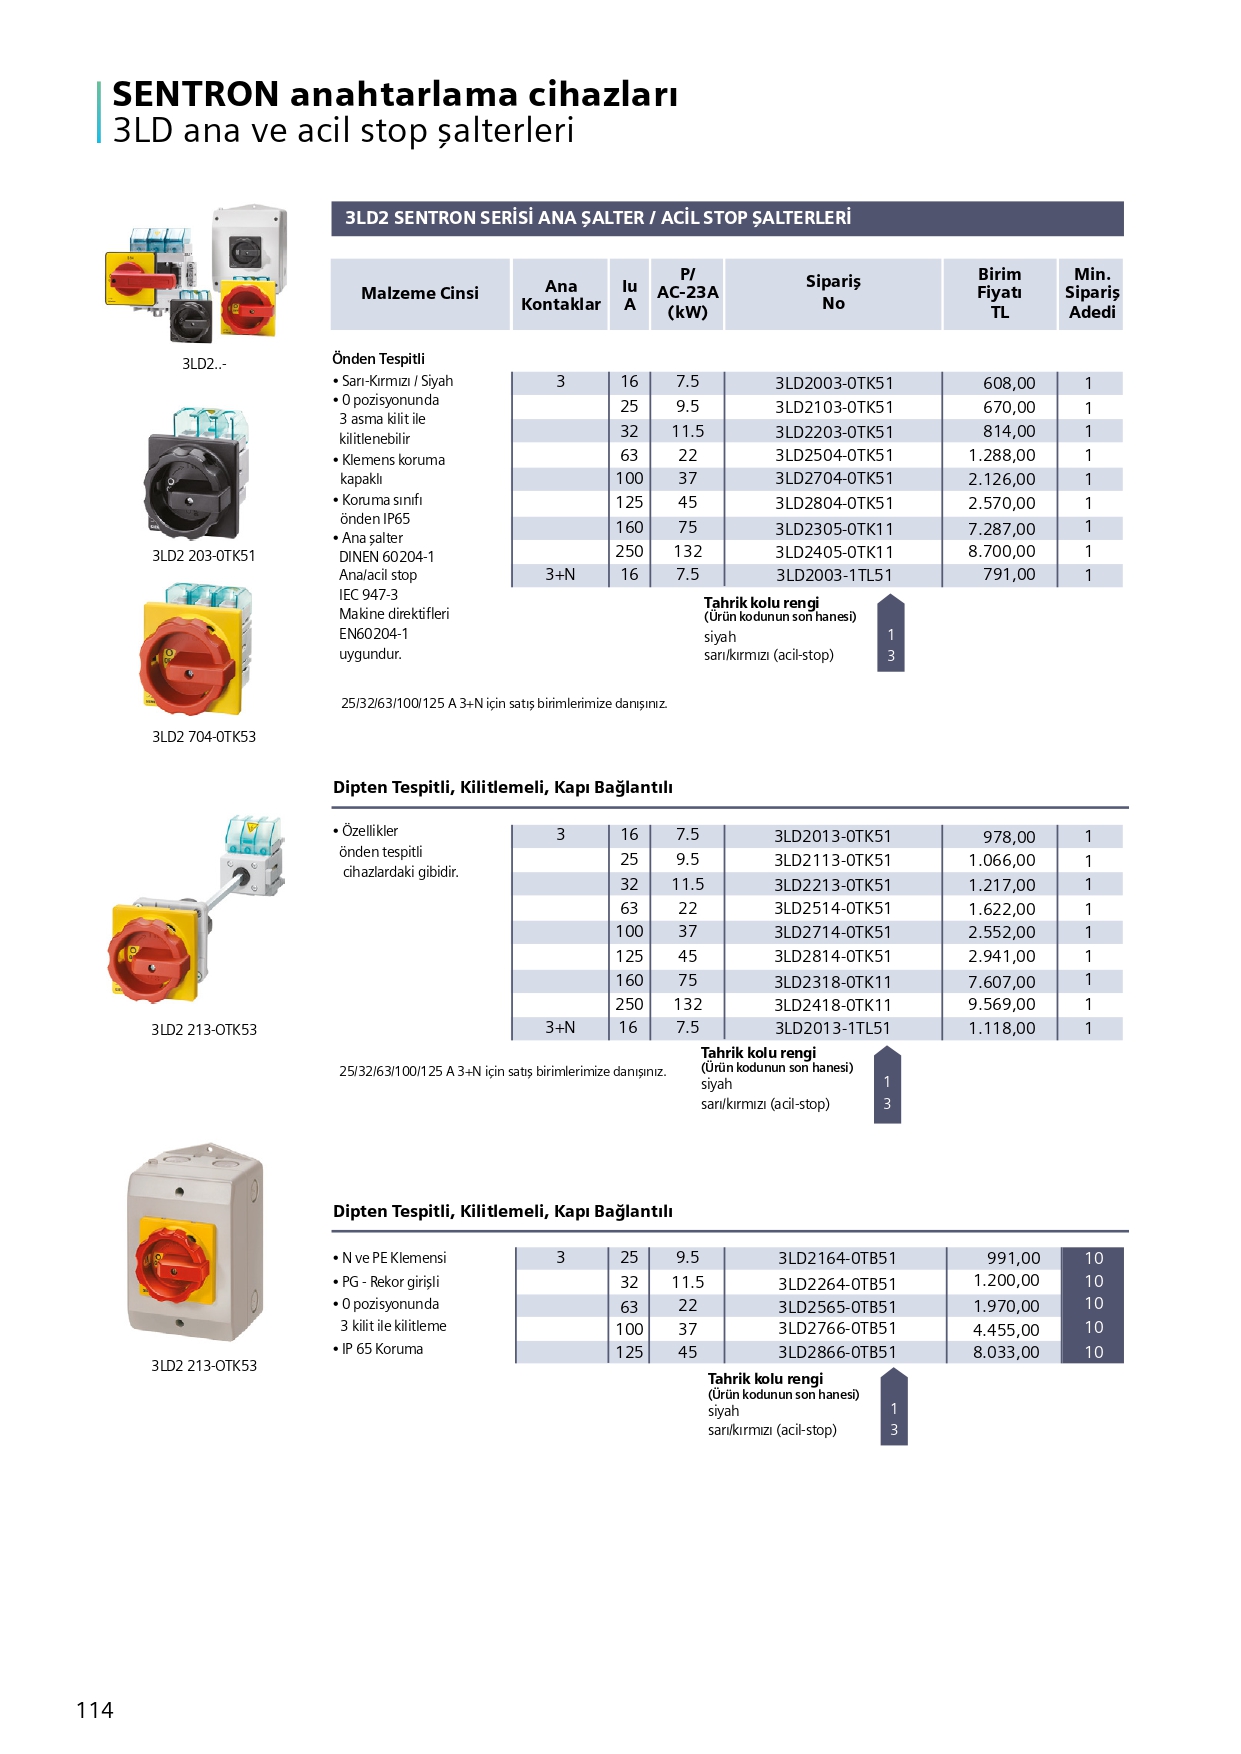 SENTRON anahtarlama cihazları
3LD ana ve acil stop şalterleri
3LD2 SENTRON SERİSİ ANA ŞALTER / ACİL STOP ŞALTERLERİ
Malzeme Cinsi Ana Kontaklar Iu A P/ AC-23A (kW) Sipariş No Birim Fiyatı TL Min. Sipariş Adedi
3LD2..-
3LD2 203-0TK51
3LD2 704-0TK53
Önden Tespitli
• Sarı-Kırmızı / Siyah
• 0 pozisyonunda
3 asma kilit ile
kilitlenebilir
• Klemens koruma
kapaklı
• Koruma sınıfı
önden IP65
• Ana şalter
DINEN 60204-1
Ana/acil stop
IEC 947-3
Makine direktifleri
EN60204-1
uygundur.
3 16 7.5 3LD2003-0TK51 608,00 1
25 9.5 3LD2103-0TK51 670,00 1
32 11.5 3LD2203-0TK51 814,00 1
63 22 3LD2504-0TK51 1.288,00 1
100 37 3LD2704-0TK51 2.126,00 1
125 45 3LD2804-0TK51 2.570,00 1
160 75 3LD2305-0TK11 7.287,00 1
250 132 3LD2405-0TK11 8.700,00 1
3+N 16 7.5 3LD2003-1TL51 791,00 1
Tahrik kolu rengi
(Ürün kodunun son hanesi)
siyah 1
sarı/kırmızı (acil-stop) 3
25/32/63/100/125 A 3+N için satış birimlerimize danışınız.
Dipten Tespitli, Kilitlemeli, Kapı Bağlantılı
• Özellikler
önden tespitli
cihazlardaki gibidir.
3LD2 213-OTK53
3 16 7.5 3LD2013-0TK51 978,00 1
25 9.5 3LD2113-0TK51 1.066,00 1
32 11.5 3LD2213-0TK51 1.217,00 1
63 22 3LD2514-0TK51 1.622,00 1
100 37 3LD2714-0TK51 2.552,00 1
125 45 3LD2814-0TK51 2.941,00 1
160 75 3LD2318-0TK11 7.607,00 1
250 132 3LD2418-0TK11 9.569,00 1
3+N 16 7.5 3LD2013-1TL51 1.118,00 1
Tahrik kolu rengi
(Ürün kodunun son hanesi)
siyah 1
sarı/kırmızı (acil-stop) 3
25/32/63/100/125 A 3+N için satış birimlerimize danışınız.
Dipten Tespitli, Kilitlemeli, Kapı Bağlantılı
• N ve PE Klemensi
• PG - Rekor girişli
• 0 pozisyonunda
3 kilit ile kilitleme
• IP 65 Koruma
3LD2 213-OTK53
3 25 9.5 3LD2164-0TB51 991,00 10
32 11.5 3LD2264-0TB51 1.200,00 10
63 22 3LD2565-0TB51 1.970,00 10
100 37 3LD2766-0TB51 4.455,00 10
125 45 3LD2866-0TB51 8.033,00 10
Tahrik kolu rengi
(Ürün kodunun son hanesi)
siyah 1
sarı/kırmızı (acil-stop) 3
114